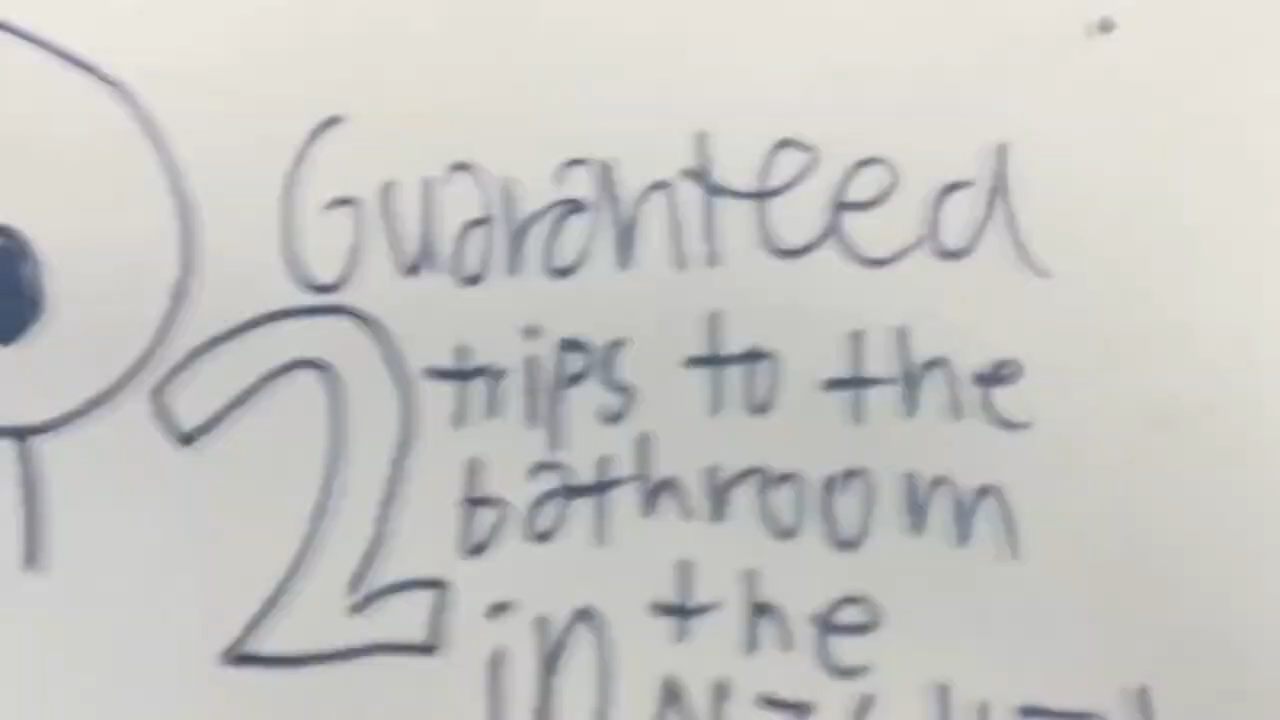 Guaranteed
2 trips to the
bathroom
in the